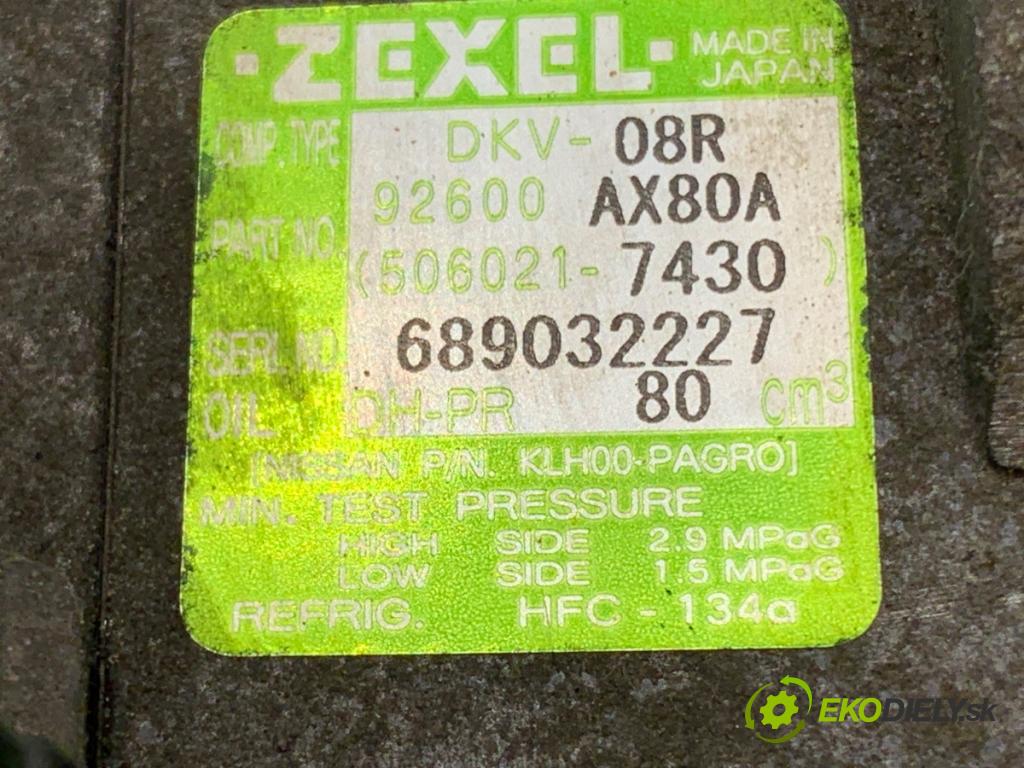 ·ZEXEL· MADE IN JAPAN
COMP. TYPE DKV- 08R
PART NO. 92600 AX80A
(506021- 7430 )
SERI. NO. 689032227
OIL DH-PR 80 cm³
[NISSAN P/N. KLH00-PAGRO]
MIN. TEST PRESSURE
HIGH SIDE 2.9 MPaG
LOW SIDE 1.5 MPaG
REFRIG. HFC - 134a
EKODIELY.sk